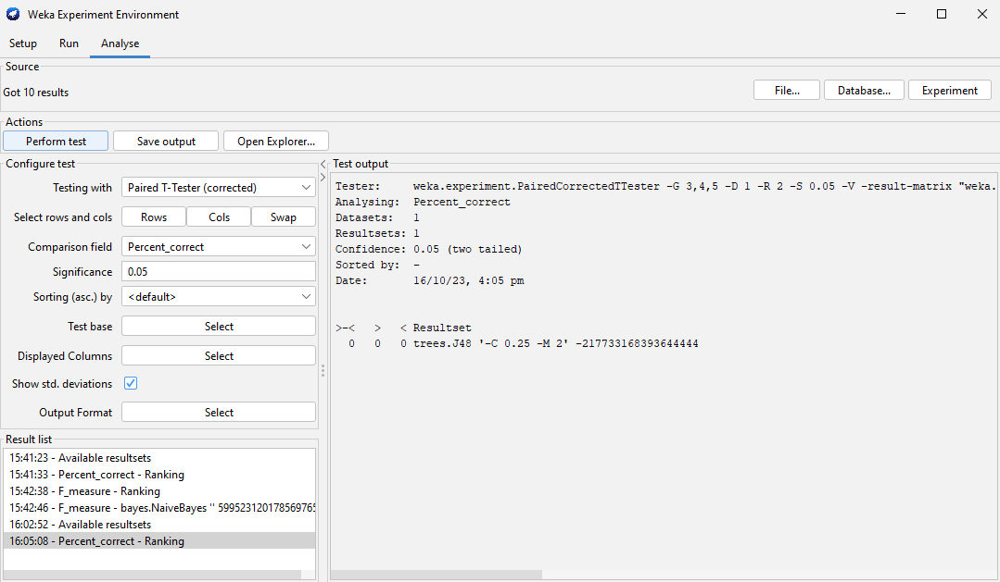 Weka Experiment Environment
Setup Run Analyse
Source
Got 10 results
File... Database... Experiment
Actions
Perform test Save output Open Explorer...
Configure test
Testing with Paired T-Tester (corrected)
Select rows and cols Rows Cols Swap
Comparison field Percent_correct
Significance 0.05
Sorting (asc.) by <default>
Test base Select
Displayed Columns Select
Show std. deviations
Output Format Select
Result list
15:41:23 - Available resultsets
15:41:33 - Percent_correct - Ranking
15:42:38 - F_measure - Ranking
15:42:46 - F_measure - bayes.NaiveBayes '' 5995231201785697655
16:02:52 - Available resultsets
16:05:08 - Percent_correct - Ranking
Test output
Tester: weka.experiment.PairedCorrectedTTester -G 3,4,5 -D 1 -R 2 -S 0.05 -V -result-matrix "weka.
Analysing: Percent_correct
Datasets: 1
Resultsets: 1
Confidence: 0.05 (two tailed)
Sorted by: -
Date: 16/10/23, 4:05 pm
>-< > < Resultset
0 0 0 trees.J48 '-C 0.25 -M 2' -217733168393644444